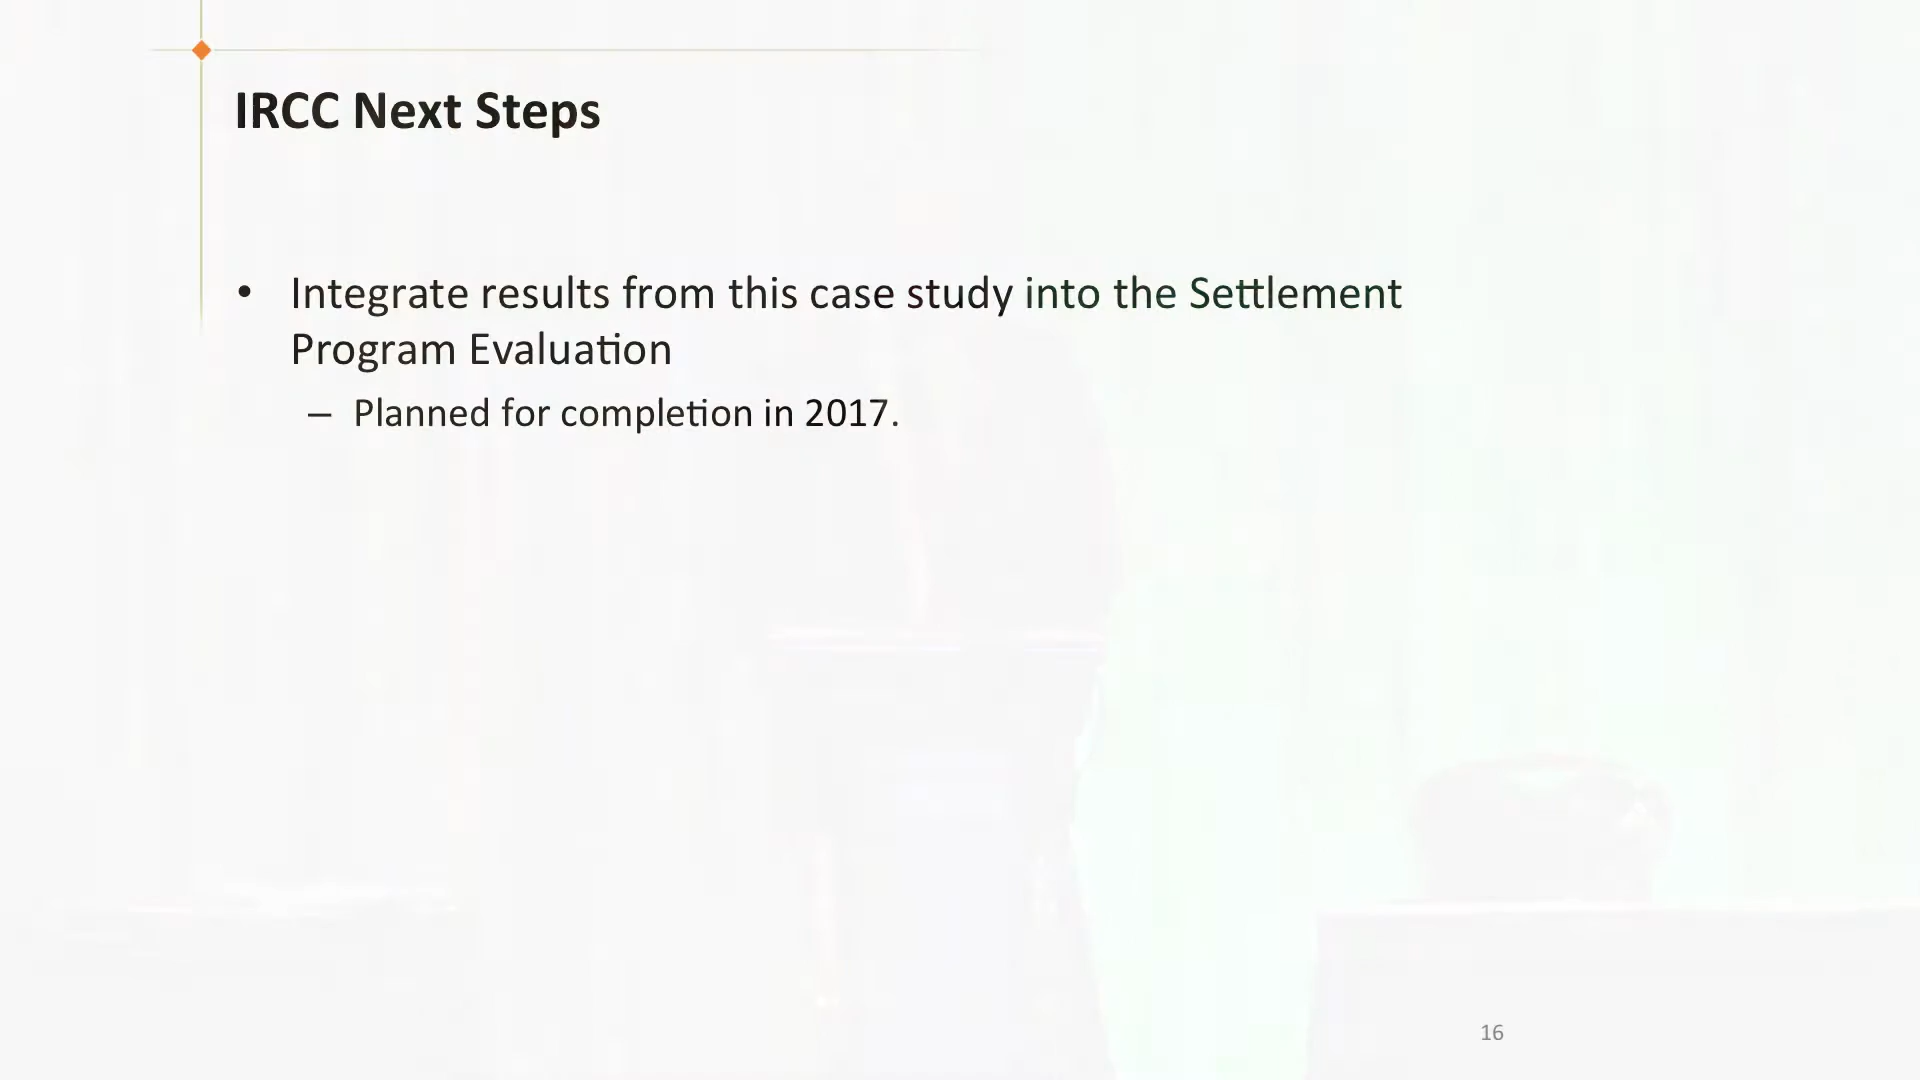 IRCC Next Steps
• Integrate results from this case study into the Settlement
Program Evaluation
– Planned for completion in 2017.
16